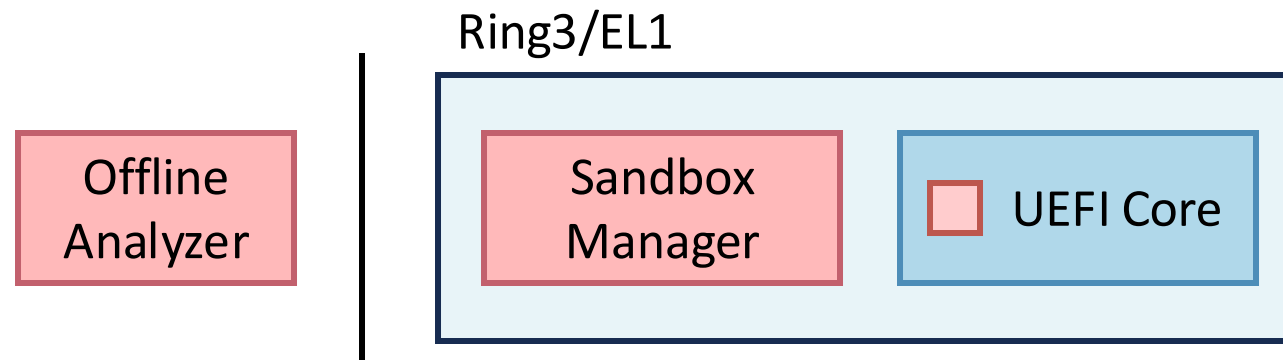 Ring3/EL1
Offline
Analyzer
Sandbox
Manager
UEFI Core